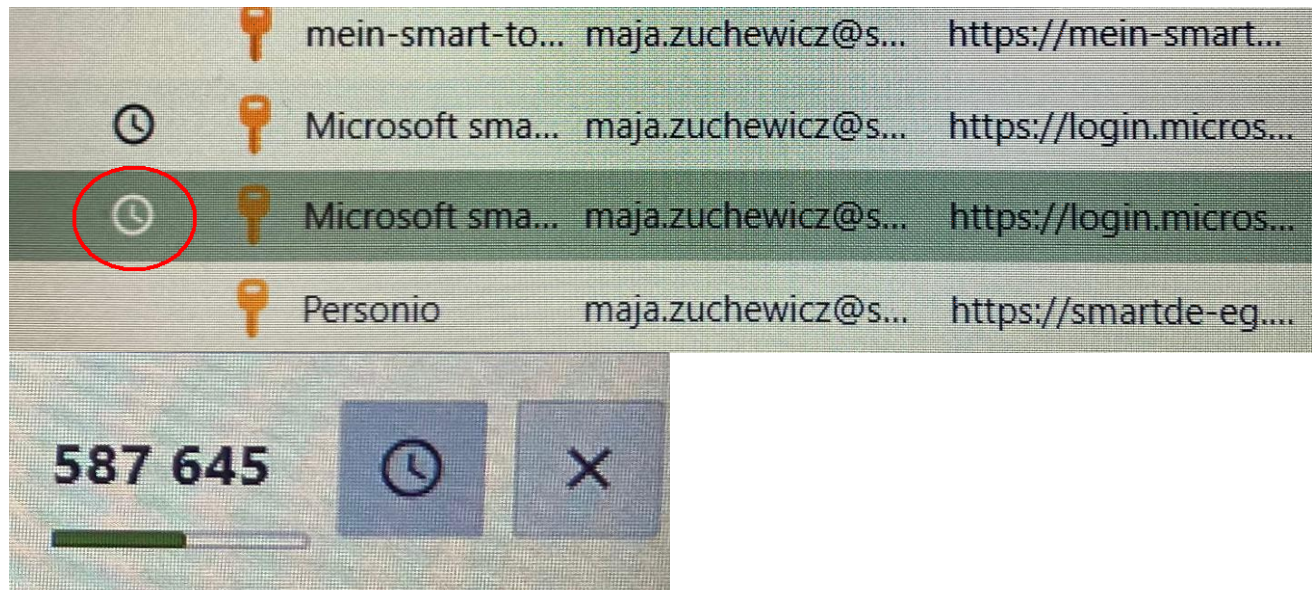 mein-smart-to... maja.zuchewicz@s... https://mein-smart...
Microsoft sma... maja.zuchewicz@s... https://login.micros...
Microsoft sma... maja.zuchewicz@s... https://login.micros...
Personio maja.zuchewicz@s... https://smartde-eg....
587 645